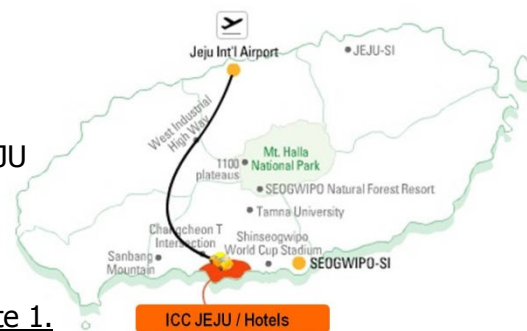 Jeju Int'l Airport
JEJU-SI
West Industrial
High Way
JU
Mt. Halla
National Park
1100
plateaus
SEOGWIPO Natural Forest Resort
Tamna University
Changcheon T
Intersection
Shinseogwipo
World Cup Stadium
Sanbang
Mountain
SEOGWIPO-SI
te 1.
ICC JEJU / Hotels